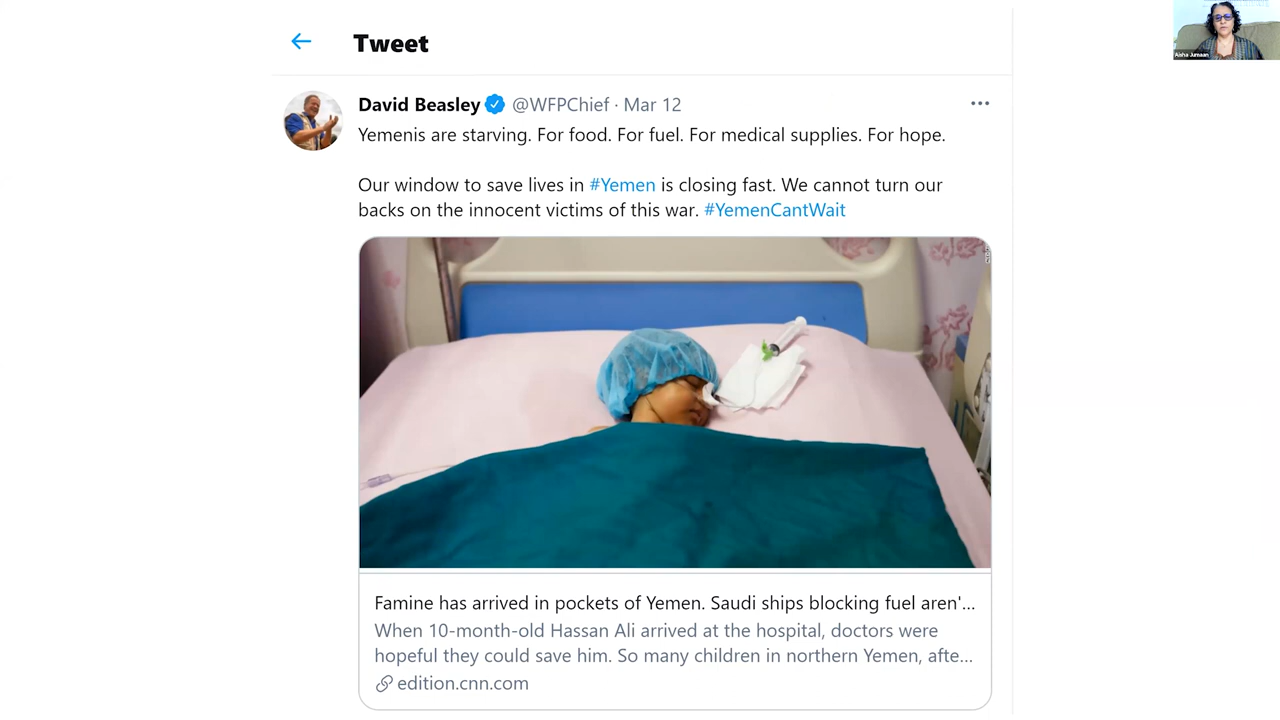 Tweet
David Beasley @WFPChief · Mar 12
Yemenis are starving. For food. For fuel. For medical supplies. For hope.
Our window to save lives in #Yemen is closing fast. We cannot turn our
backs on the innocent victims of this war. #YemenCantWait
Famine has arrived in pockets of Yemen. Saudi ships blocking fuel aren'...
When 10-month-old Hassan Ali arrived at the hospital, doctors were
hopeful they could save him. So many children in northern Yemen, afte...
edition.cnn.com
Aisha Jumaan